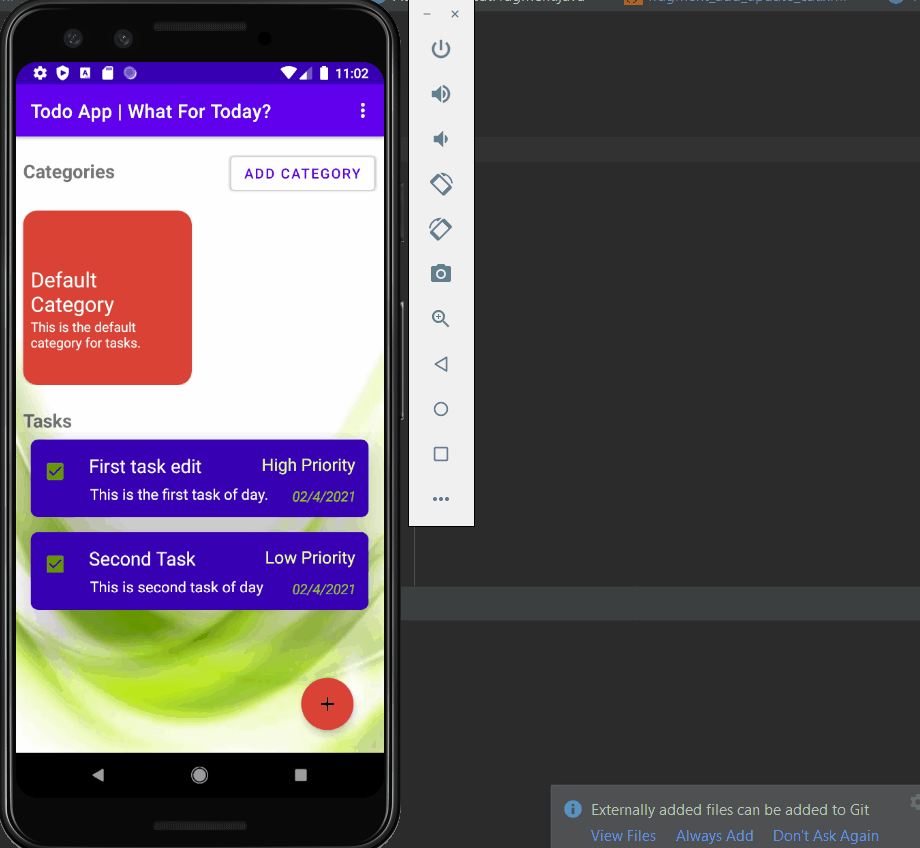 11:02
Todo App | What For Today?
Categories
ADD CATEGORY
Default
Category
This is the default
category for tasks.
Tasks
First task edit
High Priority
This is the first task of day.
02/4/2021
Second Task
Low Priority
This is second task of day
02/4/2021
Externally added files can be added to Git
View Files Always Add Don't Ask Again